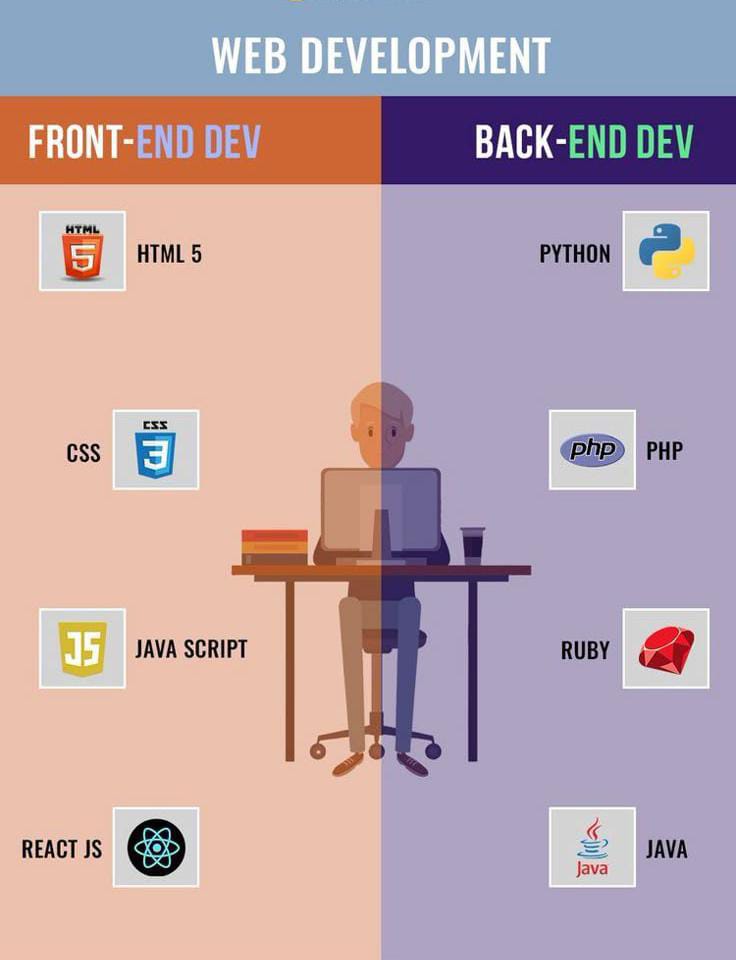 WEB DEVELOPMENT
FRONT-END DEV
BACK-END DEV
HTML
5
HTML 5
PYTHON
CSS
CSS
3
php
PHP
JS
JAVA SCRIPT
RUBY
REACT JS
Java
JAVA